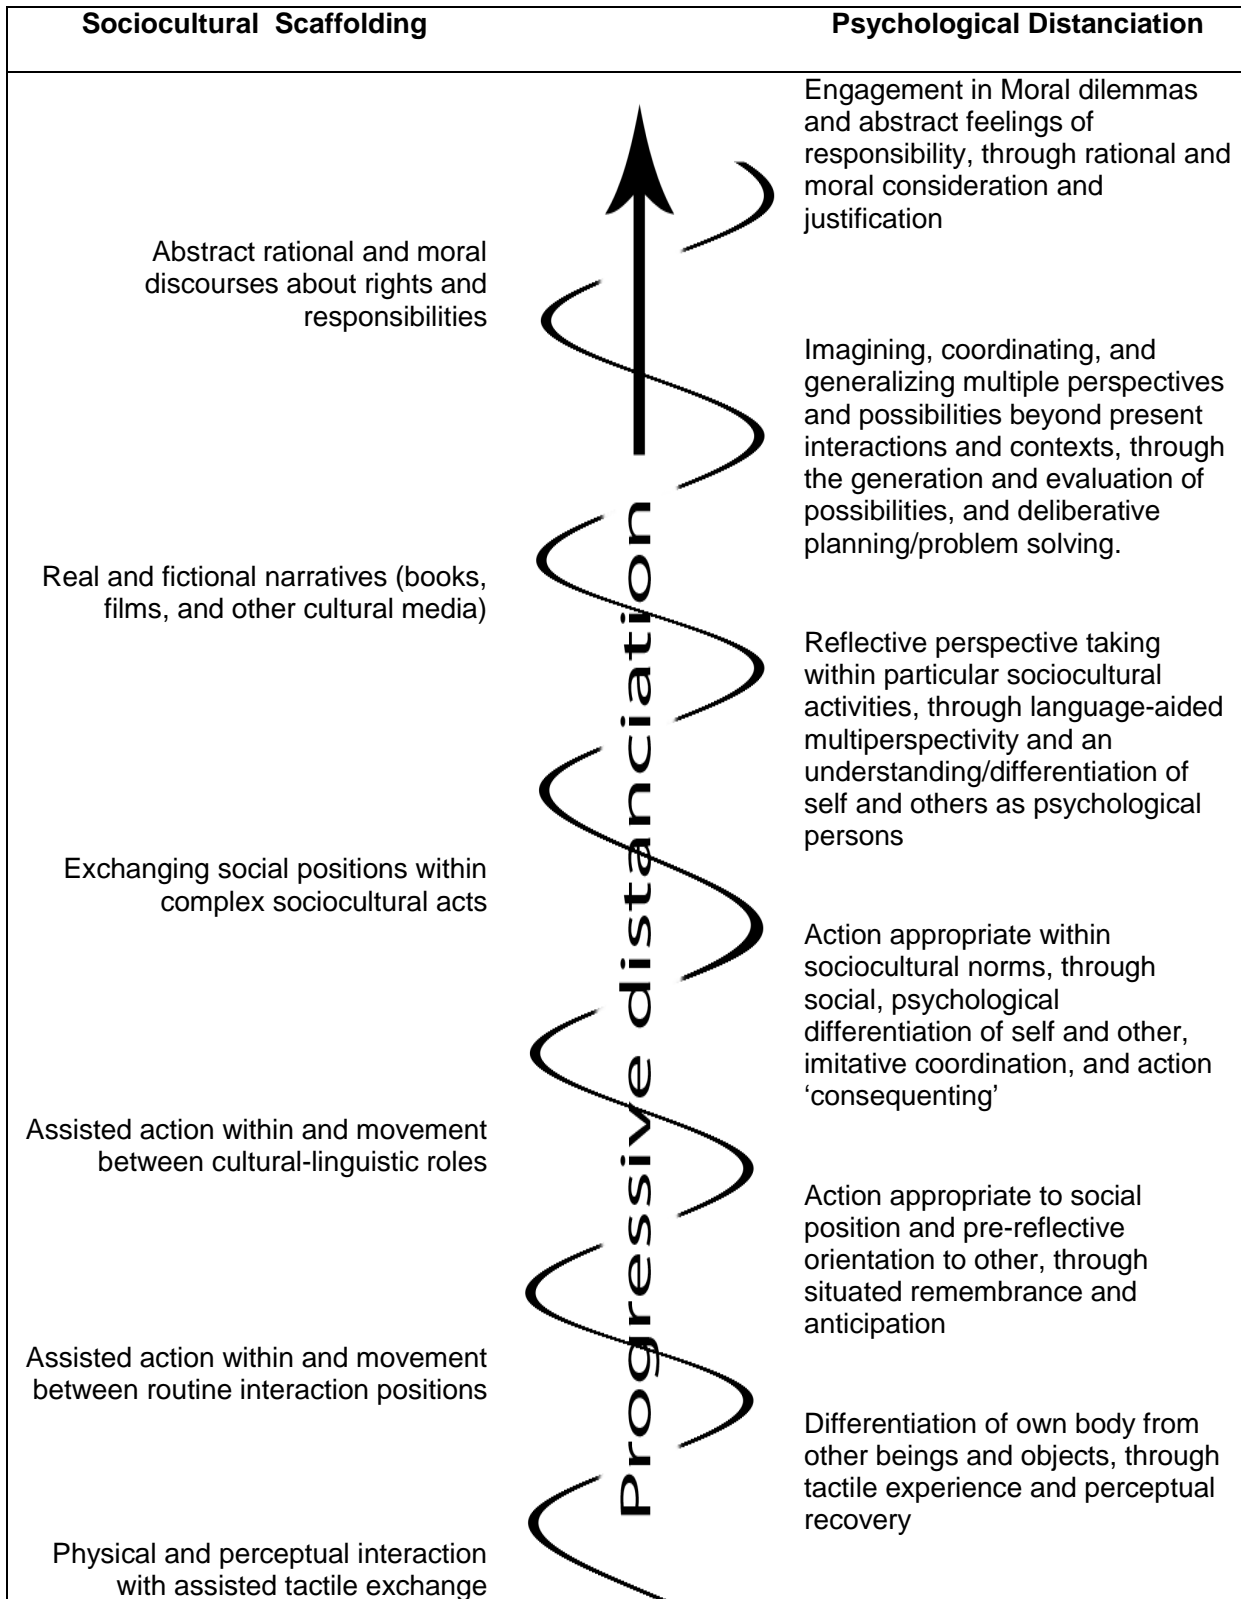 Sociocultural  Scaffolding
Psychological Distanciation
Engagement in Moral dilemmas
and abstract feelings of
responsibility, through rational and
moral consideration and
justification
Abstract rational and moral
discourses about rights and
responsibilities
Imagining, coordinating, and
generalizing multiple perspectives
and possibilities beyond present
interactions and contexts, through
the generation and evaluation of
possibilities, and deliberative
planning/problem solving.
Real and fictional narratives (books,
films, and other cultural media)
Reflective perspective taking
within particular sociocultural
activities, through language-aided
multiperspectivity and an
understanding/differentiation of
self and others as psychological
persons
Exchanging social positions within
complex sociocultural acts
Action appropriate within
sociocultural norms, through
social, psychological
differentiation of self and other,
imitative coordination, and action
‘consequenting’
Assisted action within and movement
between cultural-linguistic roles
Action appropriate to social
position and pre-reflective
orientation to other, through
situated remembrance and
anticipation
Assisted action within and movement
between routine interaction positions
Differentiation of own body from
other beings and objects, through
tactile experience and perceptual
recovery
Physical and perceptual interaction
with assisted tactile exchange
Progressive distanciation